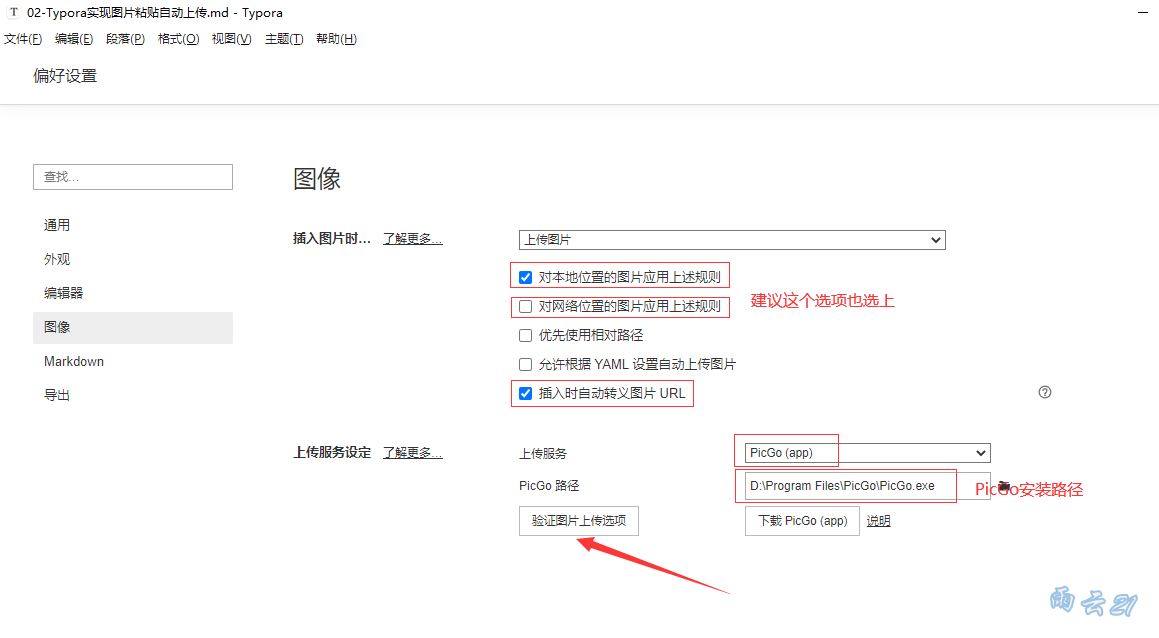 T 02-Typora实现图片粘贴自动上传.md - Typora
文件(F) 编辑(E) 段落(P) 格式(O) 视图(V) 主题(T) 帮助(H)
偏好设置
查找...
通用
外观
编辑器
图像
Markdown
导出
图像
插入图片时... 了解更多...
上传图片
对本地位置的图片应用上述规则
对网络位置的图片应用上述规则
建议这个选项也选上
优先使用相对路径
允许根据 YAML 设置自动上传图片
插入时自动转义图片 URL
?
上传服务设定 了解更多...
上传服务
PicGo (app)
PicGo 路径
D:\Program Files\PicGo\PicGo.exe
PicGo安装路径
验证图片上传选项
下载 PicGo (app) 说明
雨云21